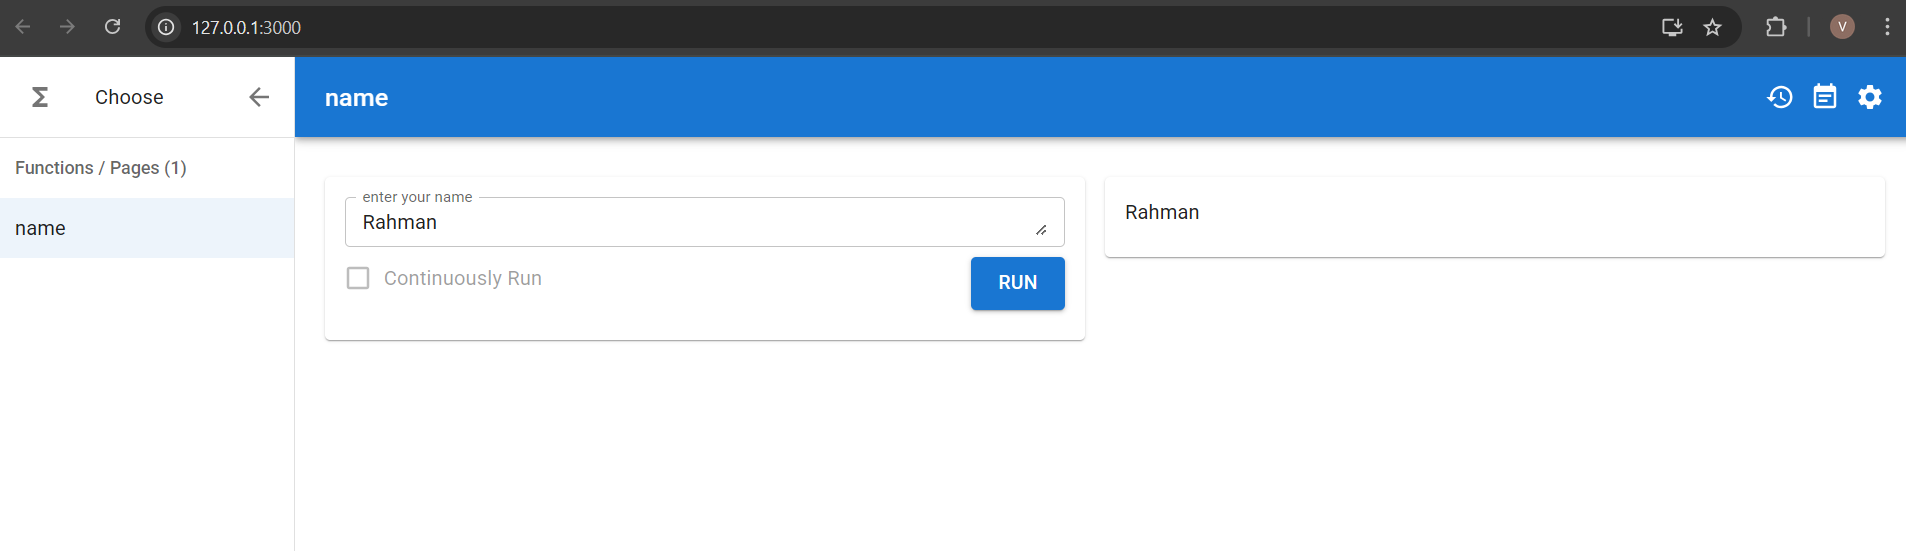 127.0.0.1:3000
V
Choose
name
Functions / Pages (1)
name
enter your name
Rahman
Continuously Run
RUN
Rahman